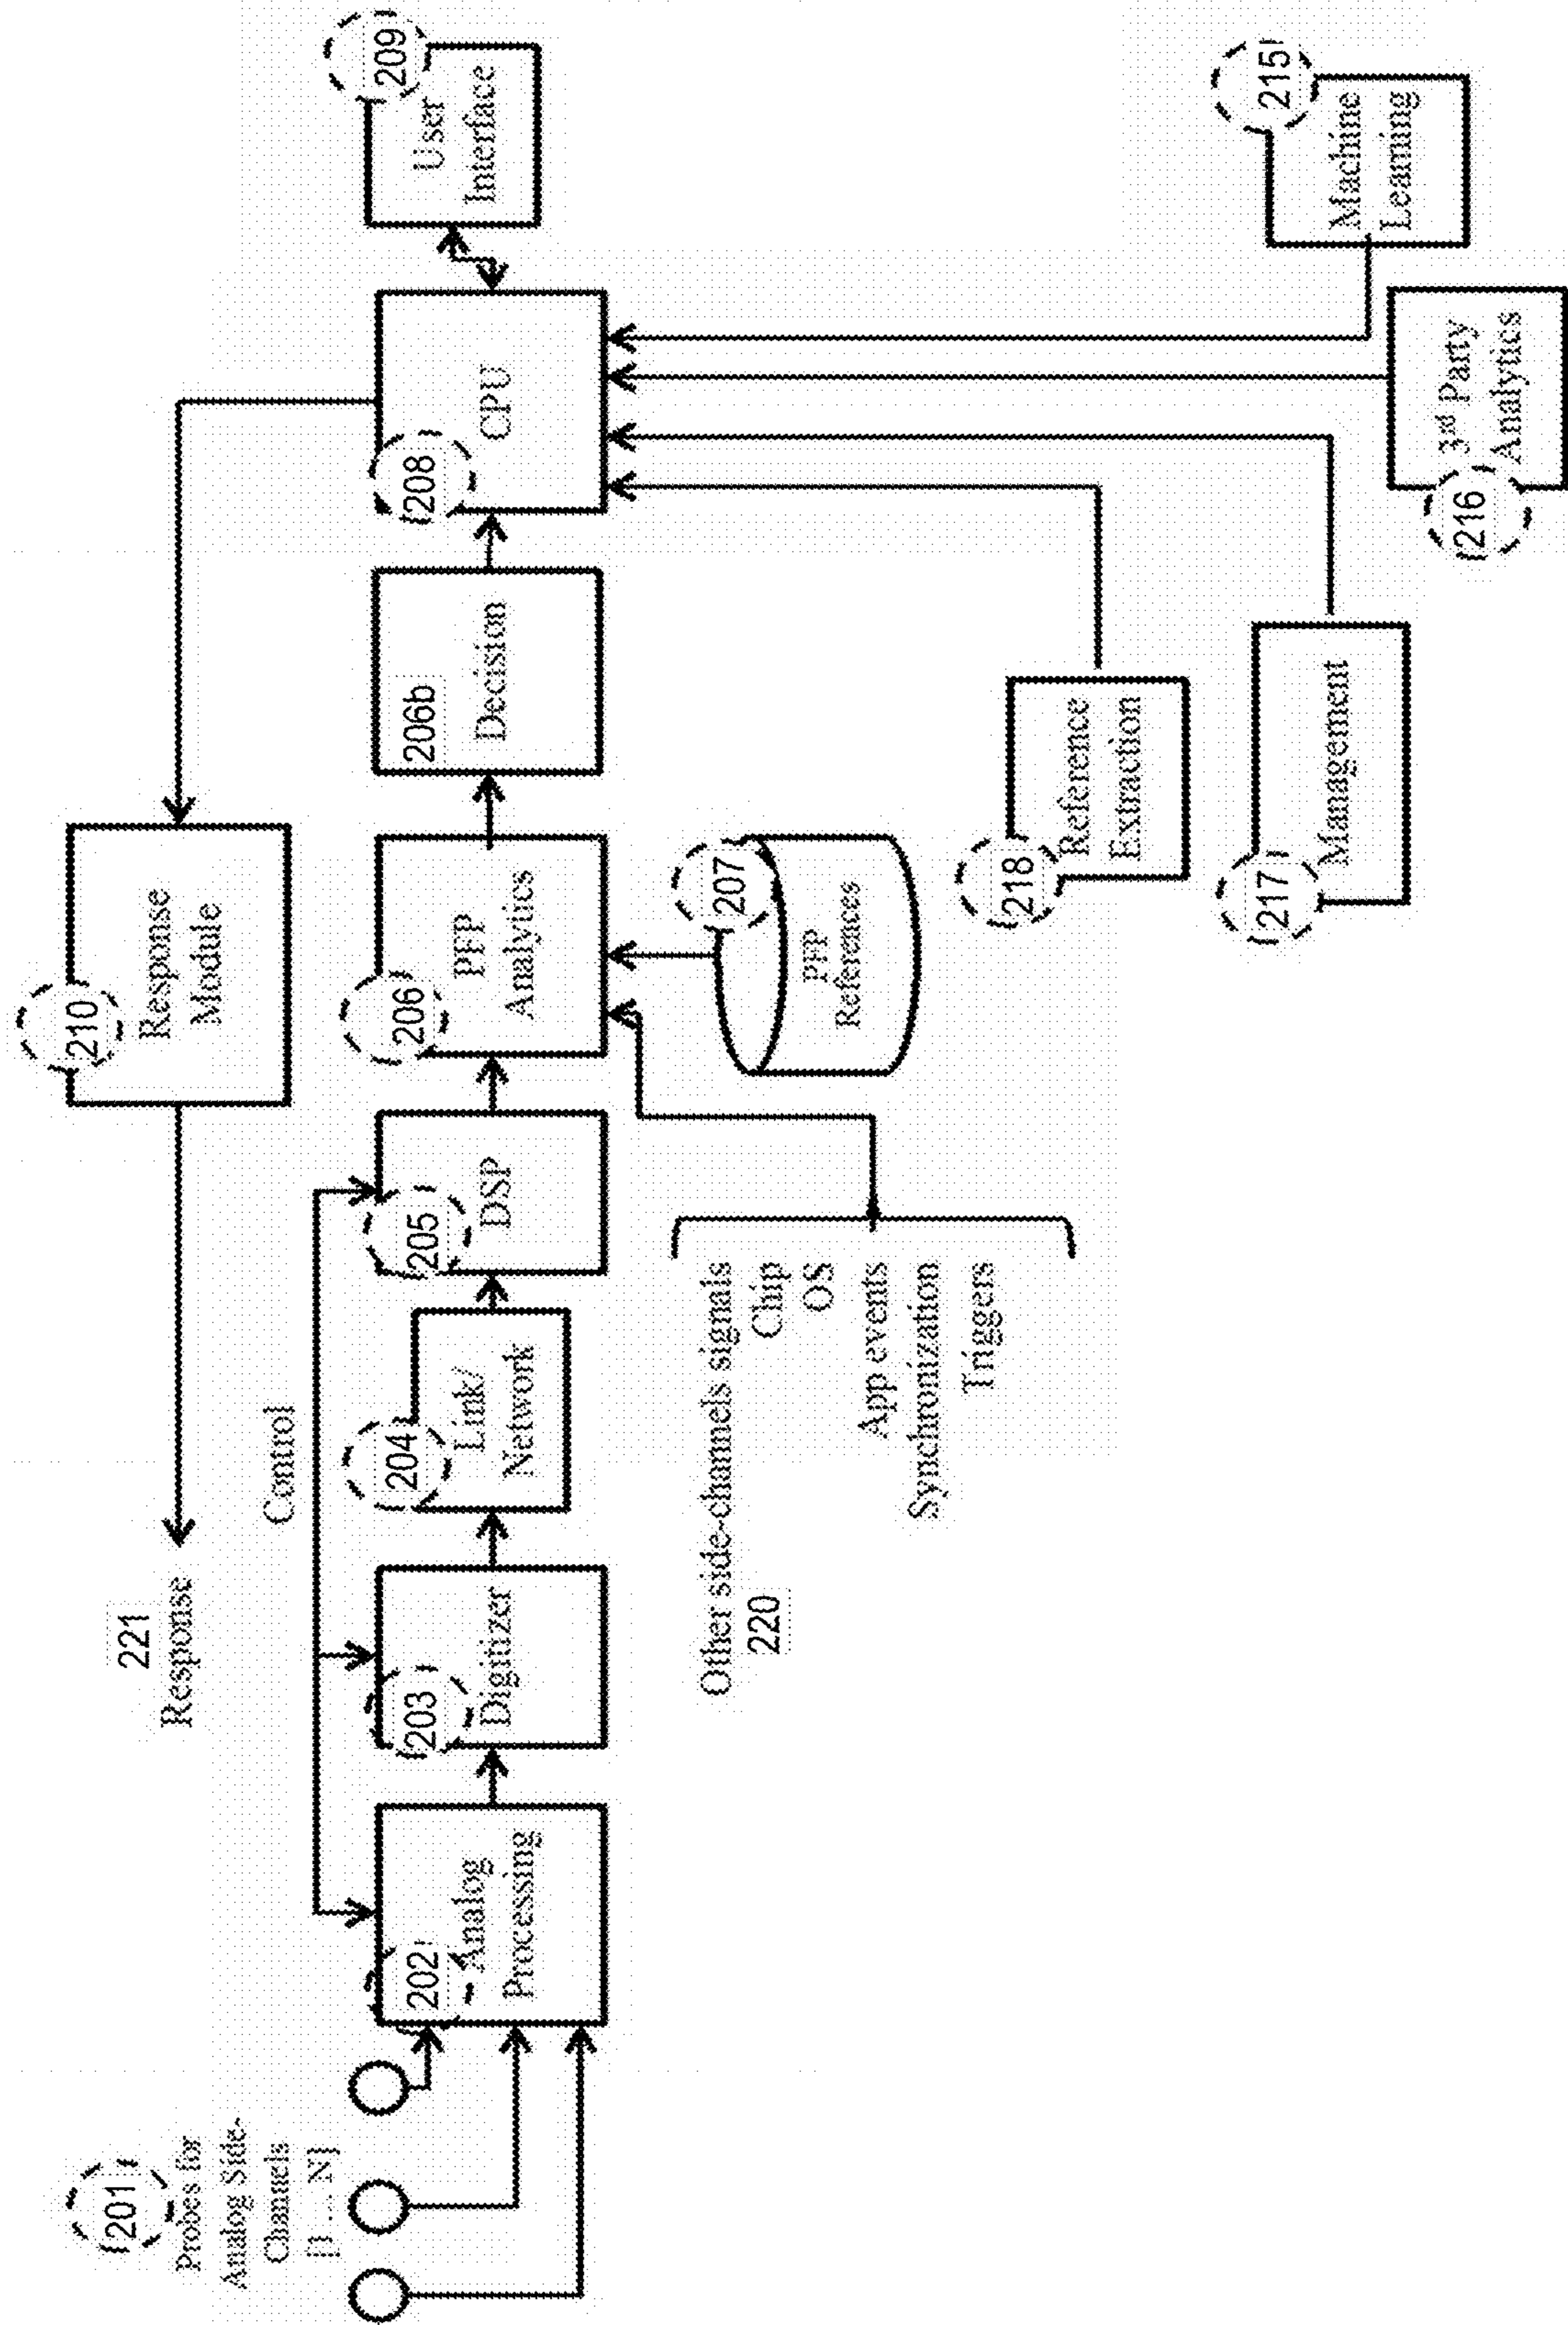 201
Probes for
Analog Side-
Channels
[1 ... N]
221
Response
210
Response
Module
Control
202
Analog
Processing
203
Digitizer
204
Link/
Network
205
DSP
206
PFP
Analytics
206b
Decision
208
CPU
209
User
Interface
Other side-channels signals
220
Chip
OS
App events
Synchronization
Triggers
207
PFP
References
218
Reference
Extraction
217
Management
216
3rd Party
Analytics
215
Machine
Learning